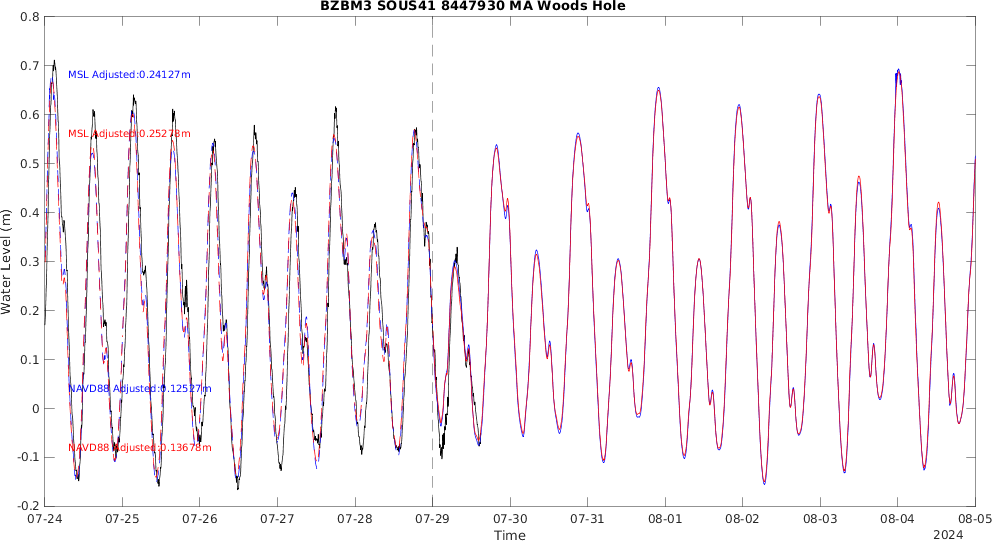 BZBM3 SOUS41 8447930 MA Woods Hole
0.8
0.7
0.6
0.5
0.4
0.3
0.2
0.1
0
-0.1
-0.2
Water Level (m)
MSL Adjusted:0.24127m
MSL Adjusted:0.25278m
NAVD88 Adjusted:0.12527m
NAVD88 Adjusted:0.13678m
07-24 07-25 07-26 07-27 07-28 07-29 07-30 07-31 08-01 08-02 08-03 08-04 08-05
Time
2024